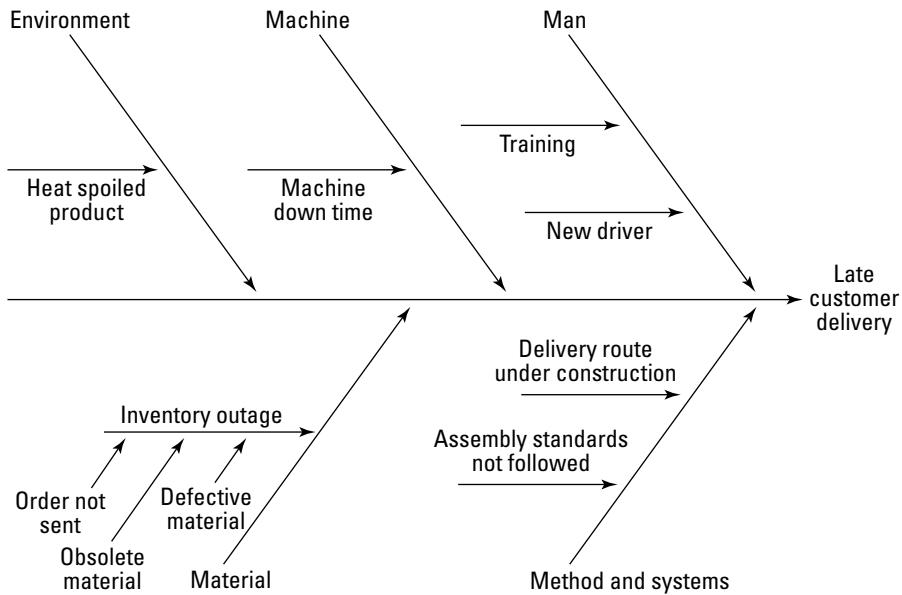 Environment
Machine
Man
Training
Heat spoiled
product
Machine
down time
New driver
Late
customer
delivery
Delivery route
under construction
Inventory outage
Assembly standards
not followed
Order not
sent
Defective
material
Obsolete
material
Material
Method and systems